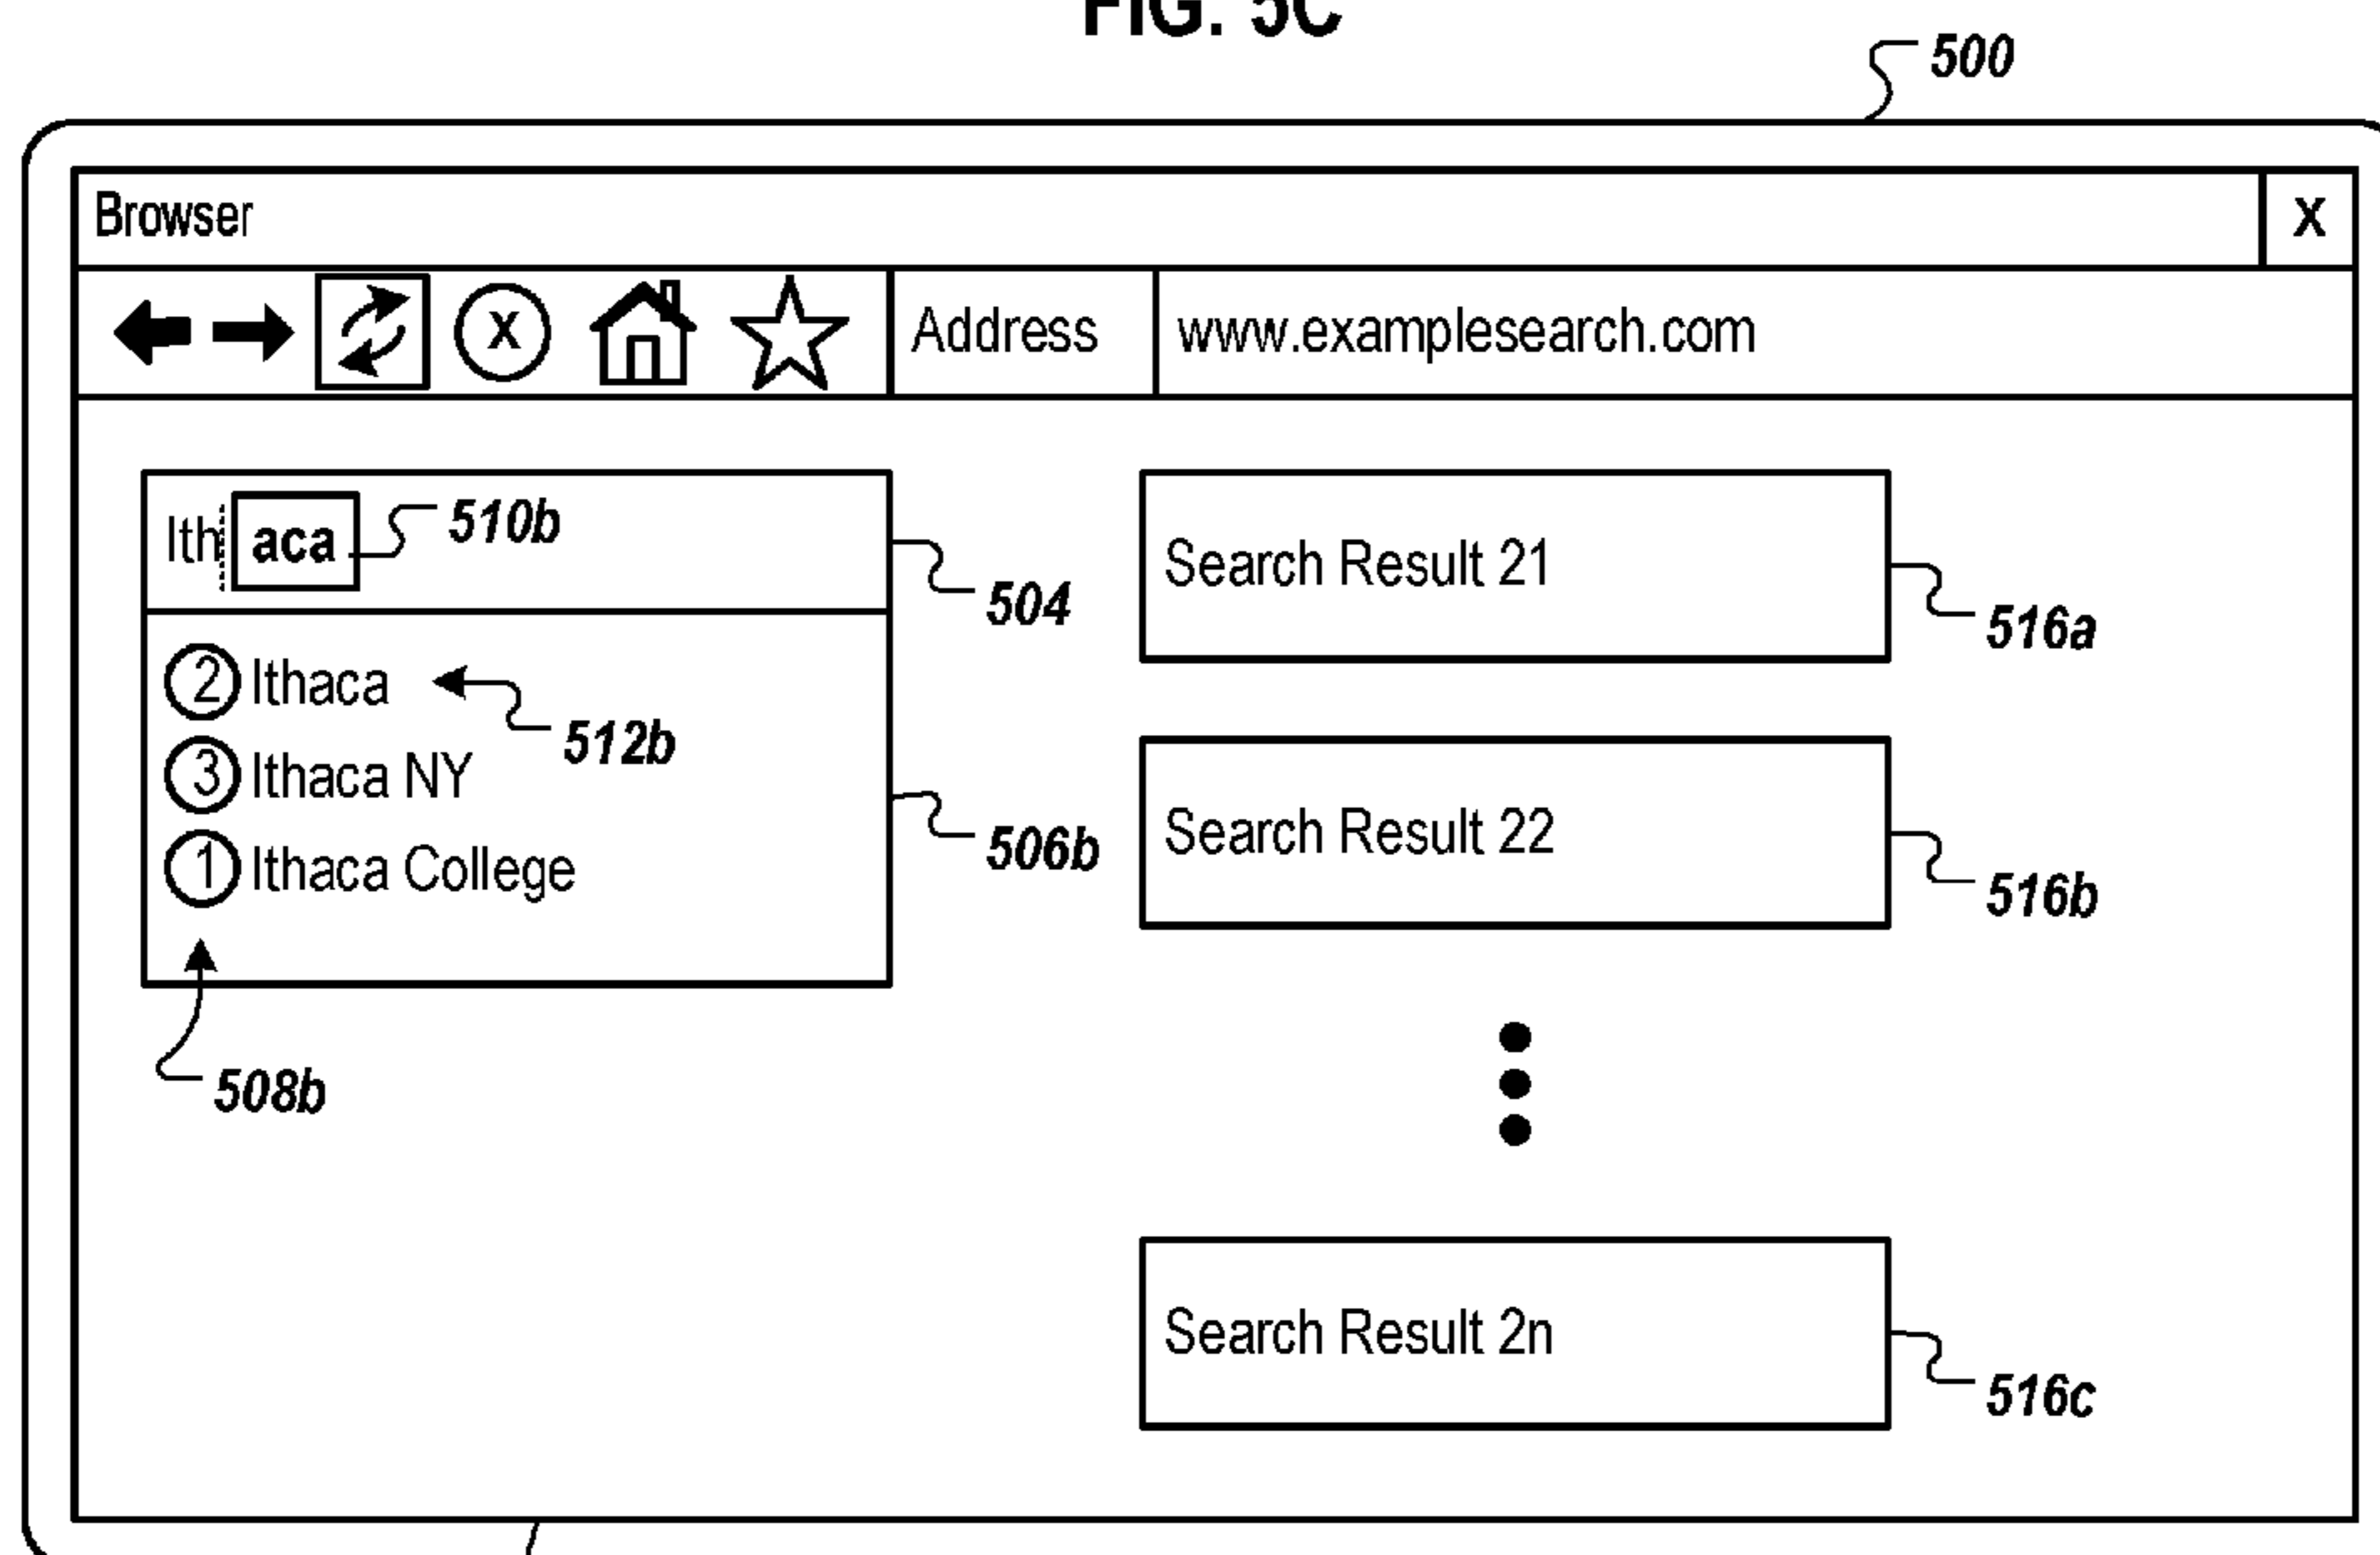 FIG. 5C
500
Browser X
X Address www.examplesearch.com
Ith aca 510b
504
② Ithaca
512b
③ Ithaca NY
① Ithaca College
506b
508b
Search Result 21
516a
Search Result 22
516b
Search Result 2n
516c